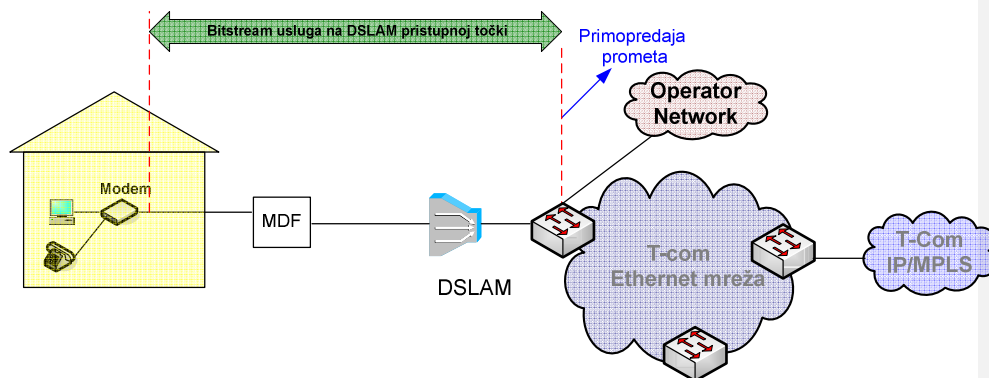 Bitstream usluga na DSLAM pristupnoj točki
Primopredaja
prometa
Operator
Network
Modem
MDF
DSLAM
T-com
Ethernet mreža
T-Com
IP/MPLS